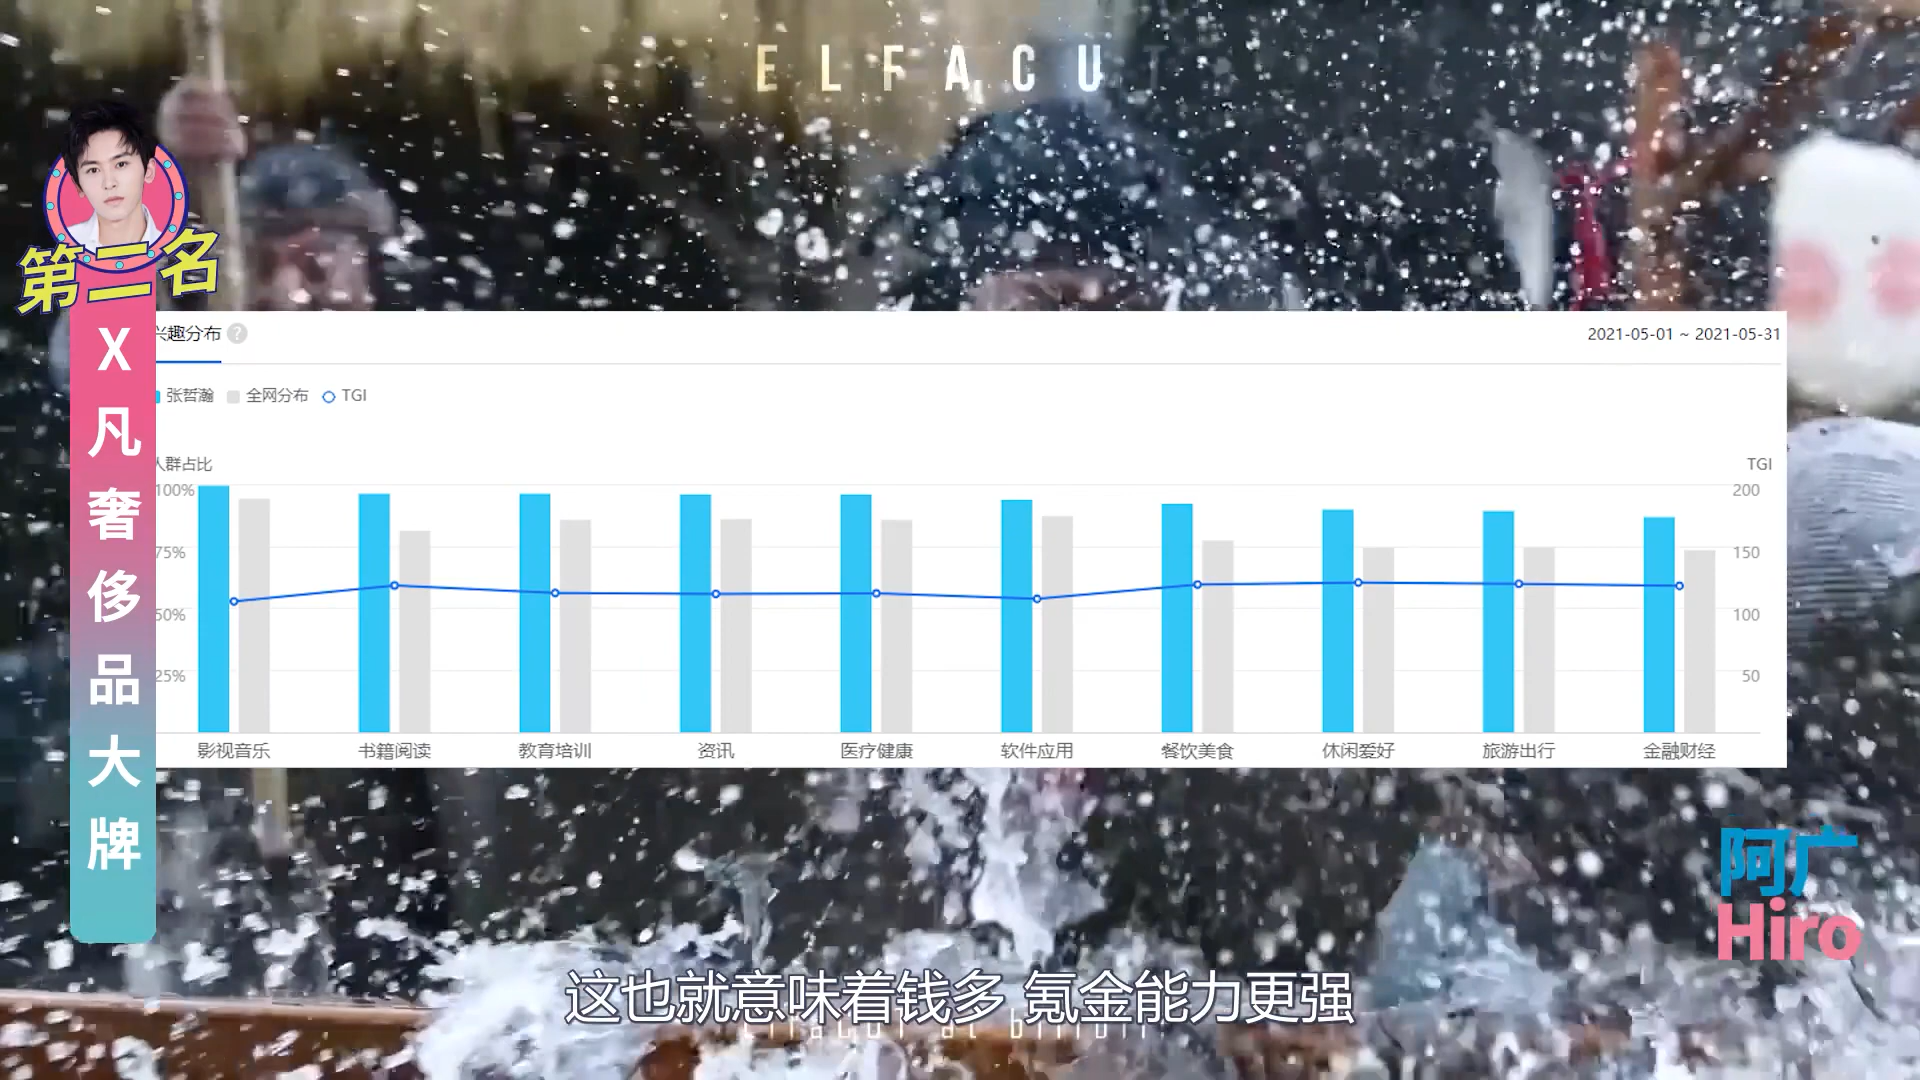 ELFACU
第二名
X凡奢侈品大牌
兴趣分布 ?
2021-05-01 ~ 2021-05-31
张哲瀚 全网分布 TGI
人群占比
TGI
100%
200
75%
150
50%
100
25%
50
影视音乐 书籍阅读 教育培训 资讯 医疗健康 软件应用 餐饮美食 休闲爱好 旅游出行 金融财经
阿广
Hiro
这也就意味着钱多 氪金能力更强